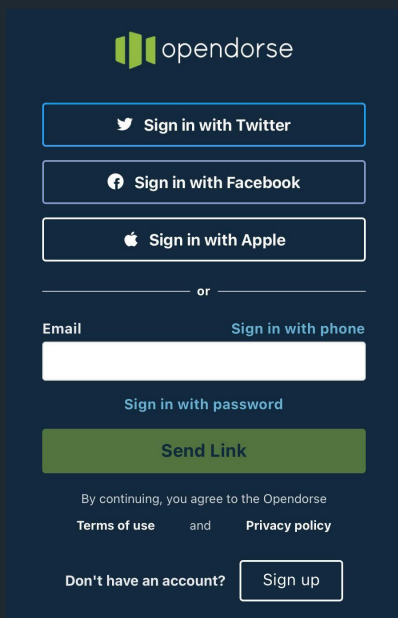 opendorse
Sign in with Twitter
Sign in with Facebook
Sign in with Apple
or
Email Sign in with phone
Sign in with password
Send Link
By continuing, you agree to the Opendorse
Terms of use and Privacy policy
Don't have an account? Sign up